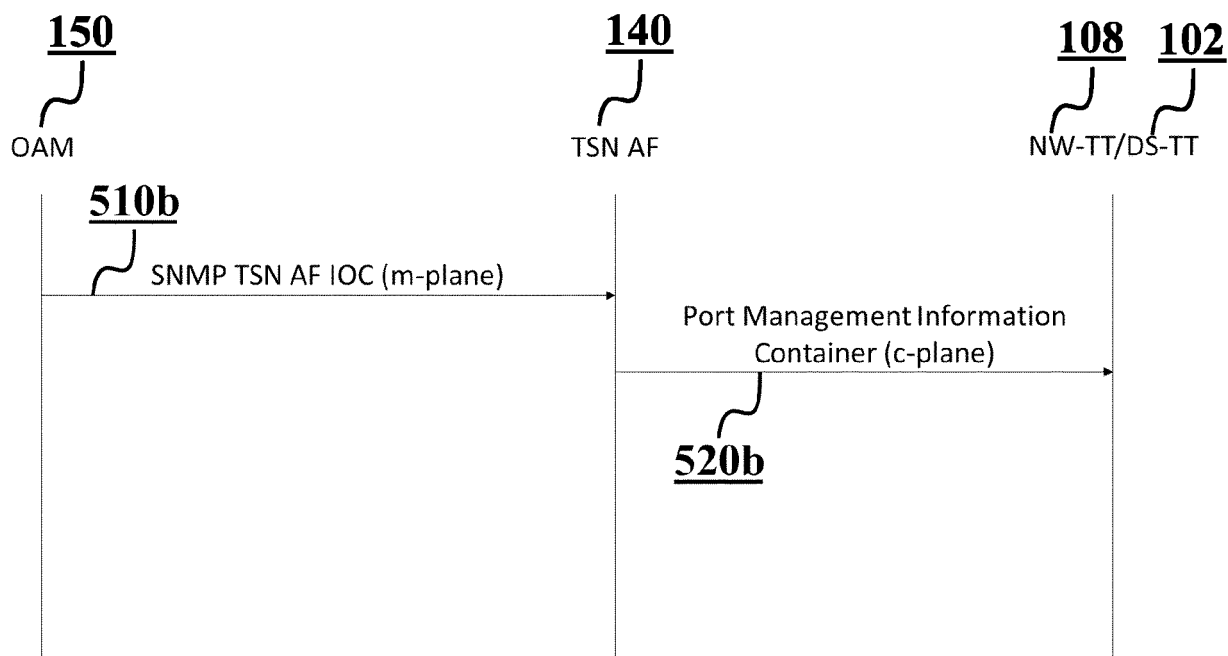 150
140
108 102
OAM
TSN AF
NW-TT/DS-TT
510b
SNMP TSN AF IOC (m-plane)
Port Management Information
Container (c-plane)
520b